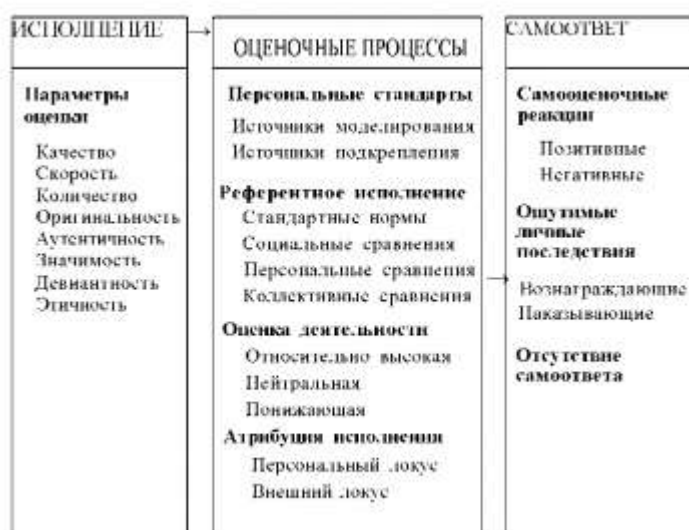 ИСПОЛНЕНИЕ
Параметры
оценки
Качество
Скорость
Количество
Оригинальность
Аутентичность
Значимость
Девиантность
Этичность
ОЦЕНОЧНЫЕ ПРОЦЕССЫ
Персональные стандарты
Источники моделирования
Источники подкрепления
Референтное исполнение
Стандартные нормы
Социальные сравнения
Персональные сравнения
Коллективные сравнения
Оценка деятельности
Относительно высокая
Нейтральная
Понижающая
Атрибуция исполнения
Персональный локус
Внешний локус
САМООТВЕТ
Самооценочные
реакции
Позитивные
Негативные
Ощутимые
личные
последствия
Вознаграждающие
Наказывающие
Отсутствие
самоответа